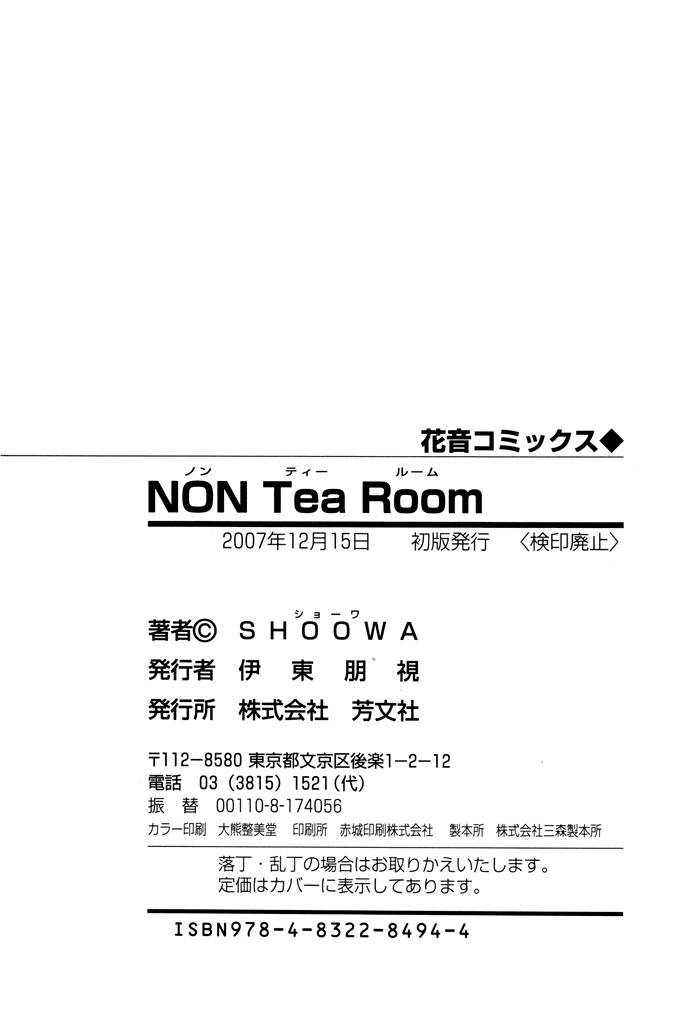 花音コミックス◆
ノン ティー ルーム
NON Tea Room
2007年12月15日 初版発行 〈検印廃止〉
ショーワ
著者© SHOOWA
発行者 伊東朋視
発行所 株式会社 芳文社
〒112−8580 東京都文京区後楽1−2−12
電話 03（3815）1521(代)
振 替 00110-8-174056
カラー印刷 大熊整美堂 印刷所 赤城印刷株式会社 製本所 株式会社三森製本所
落丁・乱丁の場合はお取りかえいたします。
定価はカバーに表示してあります。
ISBN978-4-8322-8494-4